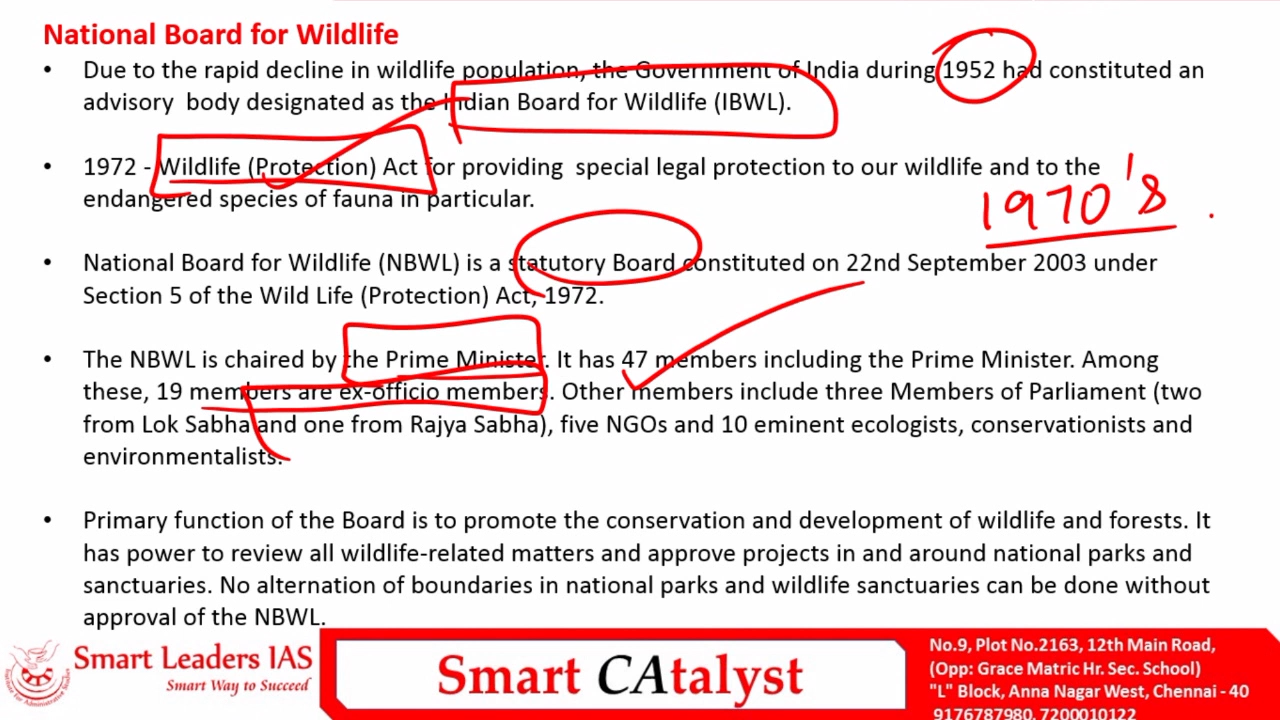 National Board for Wildlife
• Due to the rapid decline in wildlife population, the Government of India during 1952 had constituted an
advisory body designated as the Indian Board for Wildlife (IBWL).
• 1972 - Wildlife (Protection) Act for providing special legal protection to our wildlife and to the
endangered species of fauna in particular.
1970's
• National Board for Wildlife (NBWL) is a statutory Board constituted on 22nd September 2003 under
Section 5 of the Wild Life (Protection) Act, 1972.
• The NBWL is chaired by the Prime Minister. It has 47 members including the Prime Minister. Among
these, 19 members are ex-officio members. Other members include three Members of Parliament (two
from Lok Sabha and one from Rajya Sabha), five NGOs and 10 eminent ecologists, conservationists and
environmentalists.
• Primary function of the Board is to promote the conservation and development of wildlife and forests. It
has power to review all wildlife-related matters and approve projects in and around national parks and
sanctuaries. No alternation of boundaries in national parks and wildlife sanctuaries can be done without
approval of the NBWL.
Smart Leaders IAS
Smart Way to Succeed
Smart CAtalyst
No.9, Plot No.2163, 12th Main Road,
(Opp: Grace Matric Hr. Sec. School)
"L" Block, Anna Nagar West, Chennai - 40
9176787980, 7200010122